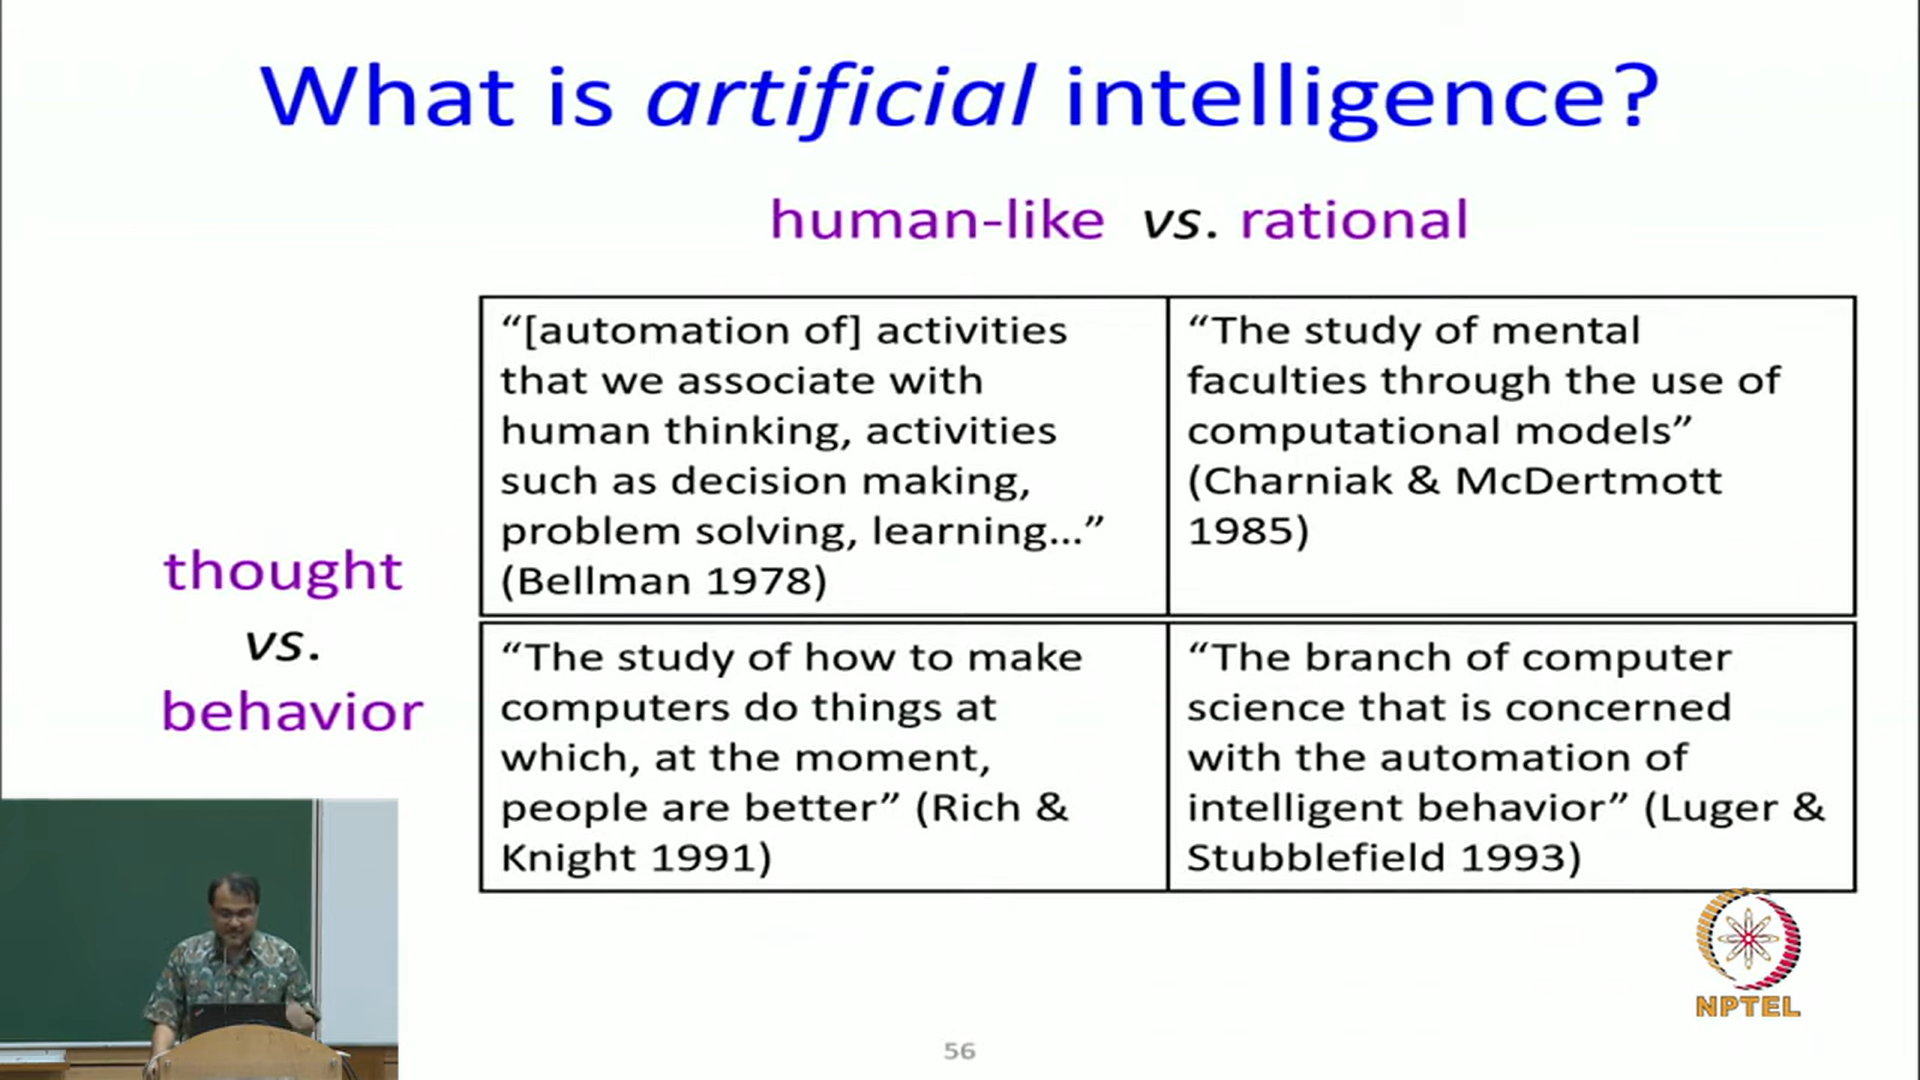 What is artificial intelligence?
human-like vs. rational
thought
vs.
behavior
“[automation of] activities
that we associate with
human thinking, activities
such as decision making,
problem solving, learning...”
(Bellman 1978)
“The study of mental
faculties through the use of
computational models”
(Charniak & McDertmott
1985)
“The study of how to make
computers do things at
which, at the moment,
people are better” (Rich &
Knight 1991)
“The branch of computer
science that is concerned
with the automation of
intelligent behavior” (Luger &
Stubblefield 1993)
NPTEL
56